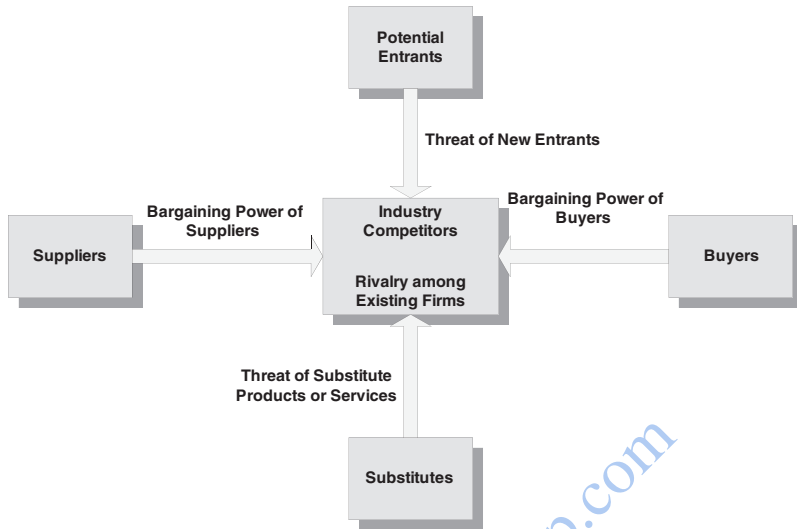 Potential
Entrants
Threat of New Entrants
Bargaining Power of
Suppliers
Industry
Competitors
Bargaining Power of
Buyers
Suppliers
Rivalry among
Existing Firms
Buyers
Threat of Substitute
Products or Services
Substitutes
p.com